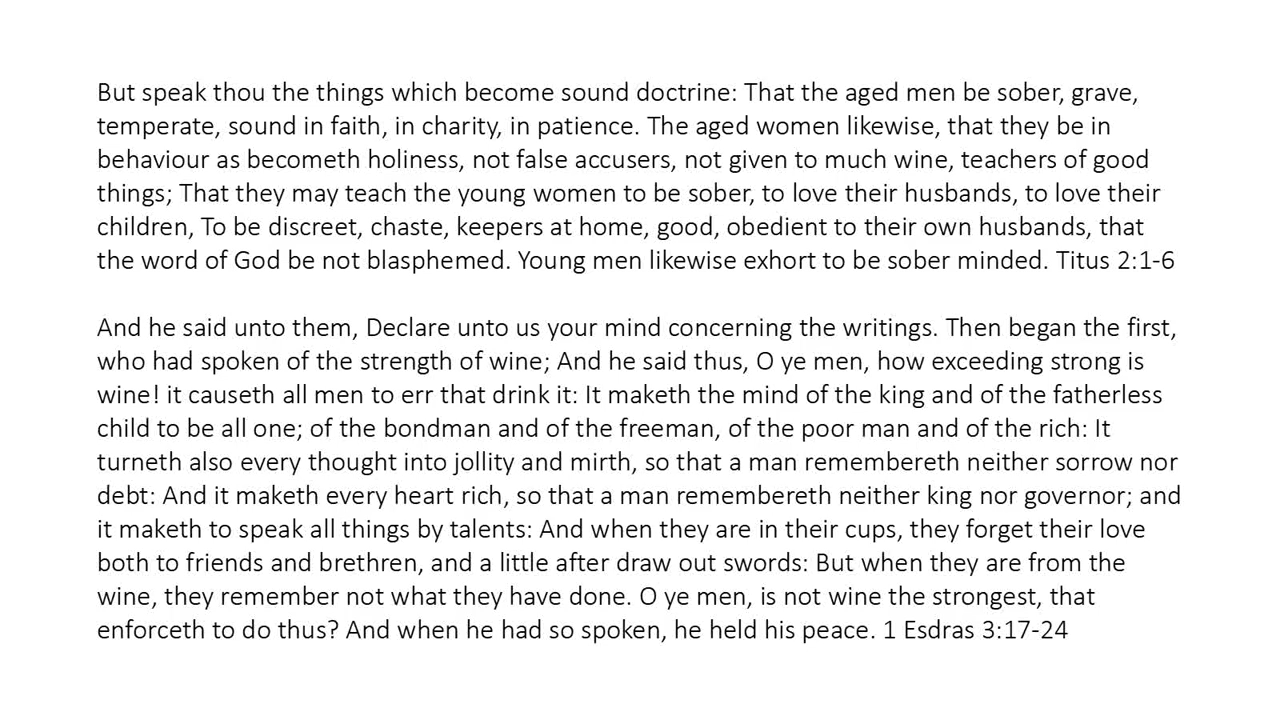 But speak thou the things which become sound doctrine: That the aged men be sober, grave,
temperate, sound in faith, in charity, in patience. The aged women likewise, that they be in
behaviour as becometh holiness, not false accusers, not given to much wine, teachers of good
things; That they may teach the young women to be sober, to love their husbands, to love their
children, To be discreet, chaste, keepers at home, good, obedient to their own husbands, that
the word of God be not blasphemed. Young men likewise exhort to be sober minded. Titus 2:1-6
And he said unto them, Declare unto us your mind concerning the writings. Then began the first,
who had spoken of the strength of wine; And he said thus, O ye men, how exceeding strong is
wine! it causeth all men to err that drink it: It maketh the mind of the king and of the fatherless
child to be all one; of the bondman and of the freeman, of the poor man and of the rich: It
turneth also every thought into jollity and mirth, so that a man remembereth neither sorrow nor
debt: And it maketh every heart rich, so that a man remembereth neither king nor governor; and
it maketh to speak all things by talents: And when they are in their cups, they forget their love
both to friends and brethren, and a little after draw out swords: But when they are from the
wine, they remember not what they have done. O ye men, is not wine the strongest, that
enforceth to do thus? And when he had so spoken, he held his peace. 1 Esdras 3:17-24